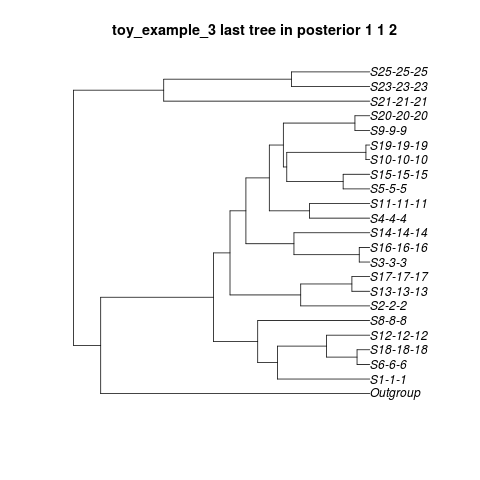 toy_example_3 last tree in posterior 1 1 2
S25-25-25
S23-23-23
S21-21-21
S20-20-20
S9-9-9
S19-19-19
S10-10-10
S15-15-15
S5-5-5
S11-11-11
S4-4-4
S14-14-14
S16-16-16
S3-3-3
S17-17-17
S13-13-13
S2-2-2
S8-8-8
S12-12-12
S18-18-18
S6-6-6
S1-1-1
Outgroup